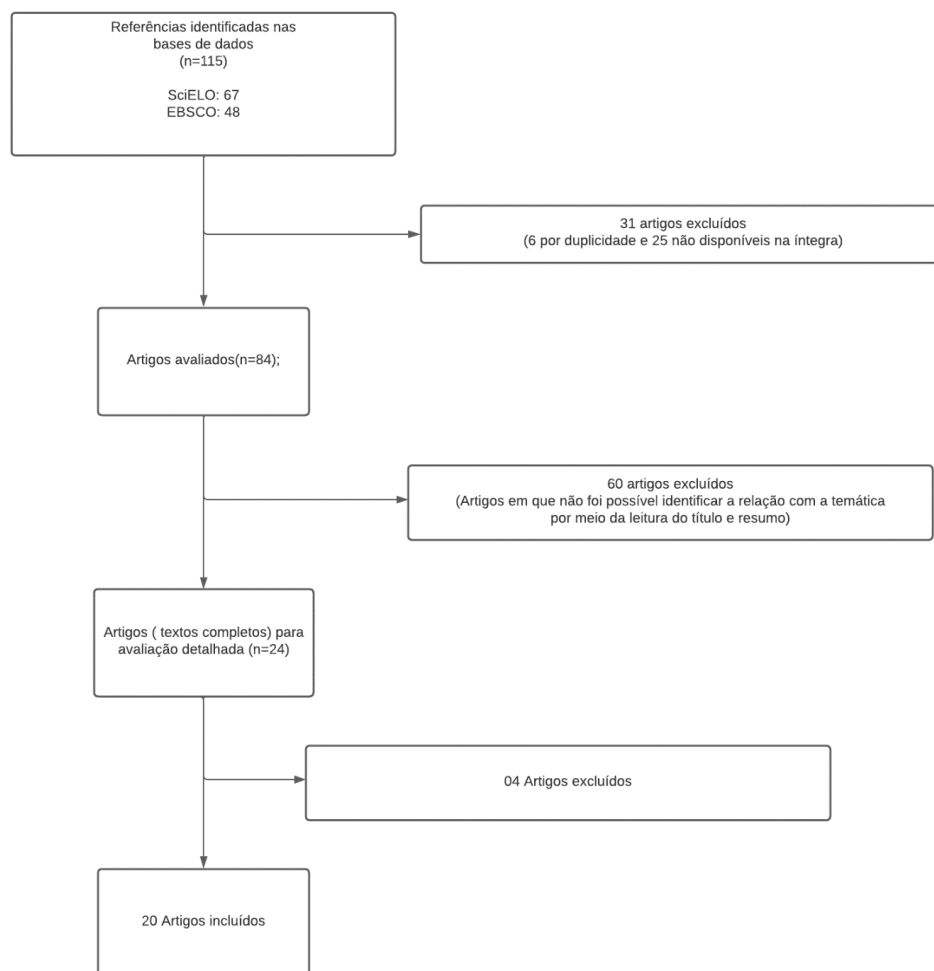 Referências identificadas nas
bases de dados
(n=115)
SciELO: 67
EBSCO: 48
31 artigos excluídos
(6 por duplicidade e 25 não disponíveis na íntegra)
Artigos avaliados(n=84);
60 artigos excluídos
(Artigos em que não foi possível identificar a relação com a temática
por meio da leitura do título e resumo)
Artigos ( textos completos) para
avaliação detalhada (n=24)
04 Artigos excluídos
20 Artigos incluídos